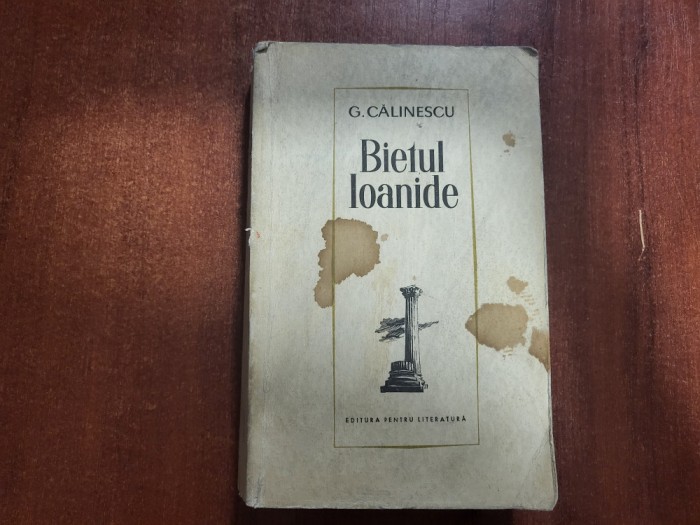 G. CĂLINESCU
Bietul
Ioanide
EDITURA PENTRU LITERATURĂ